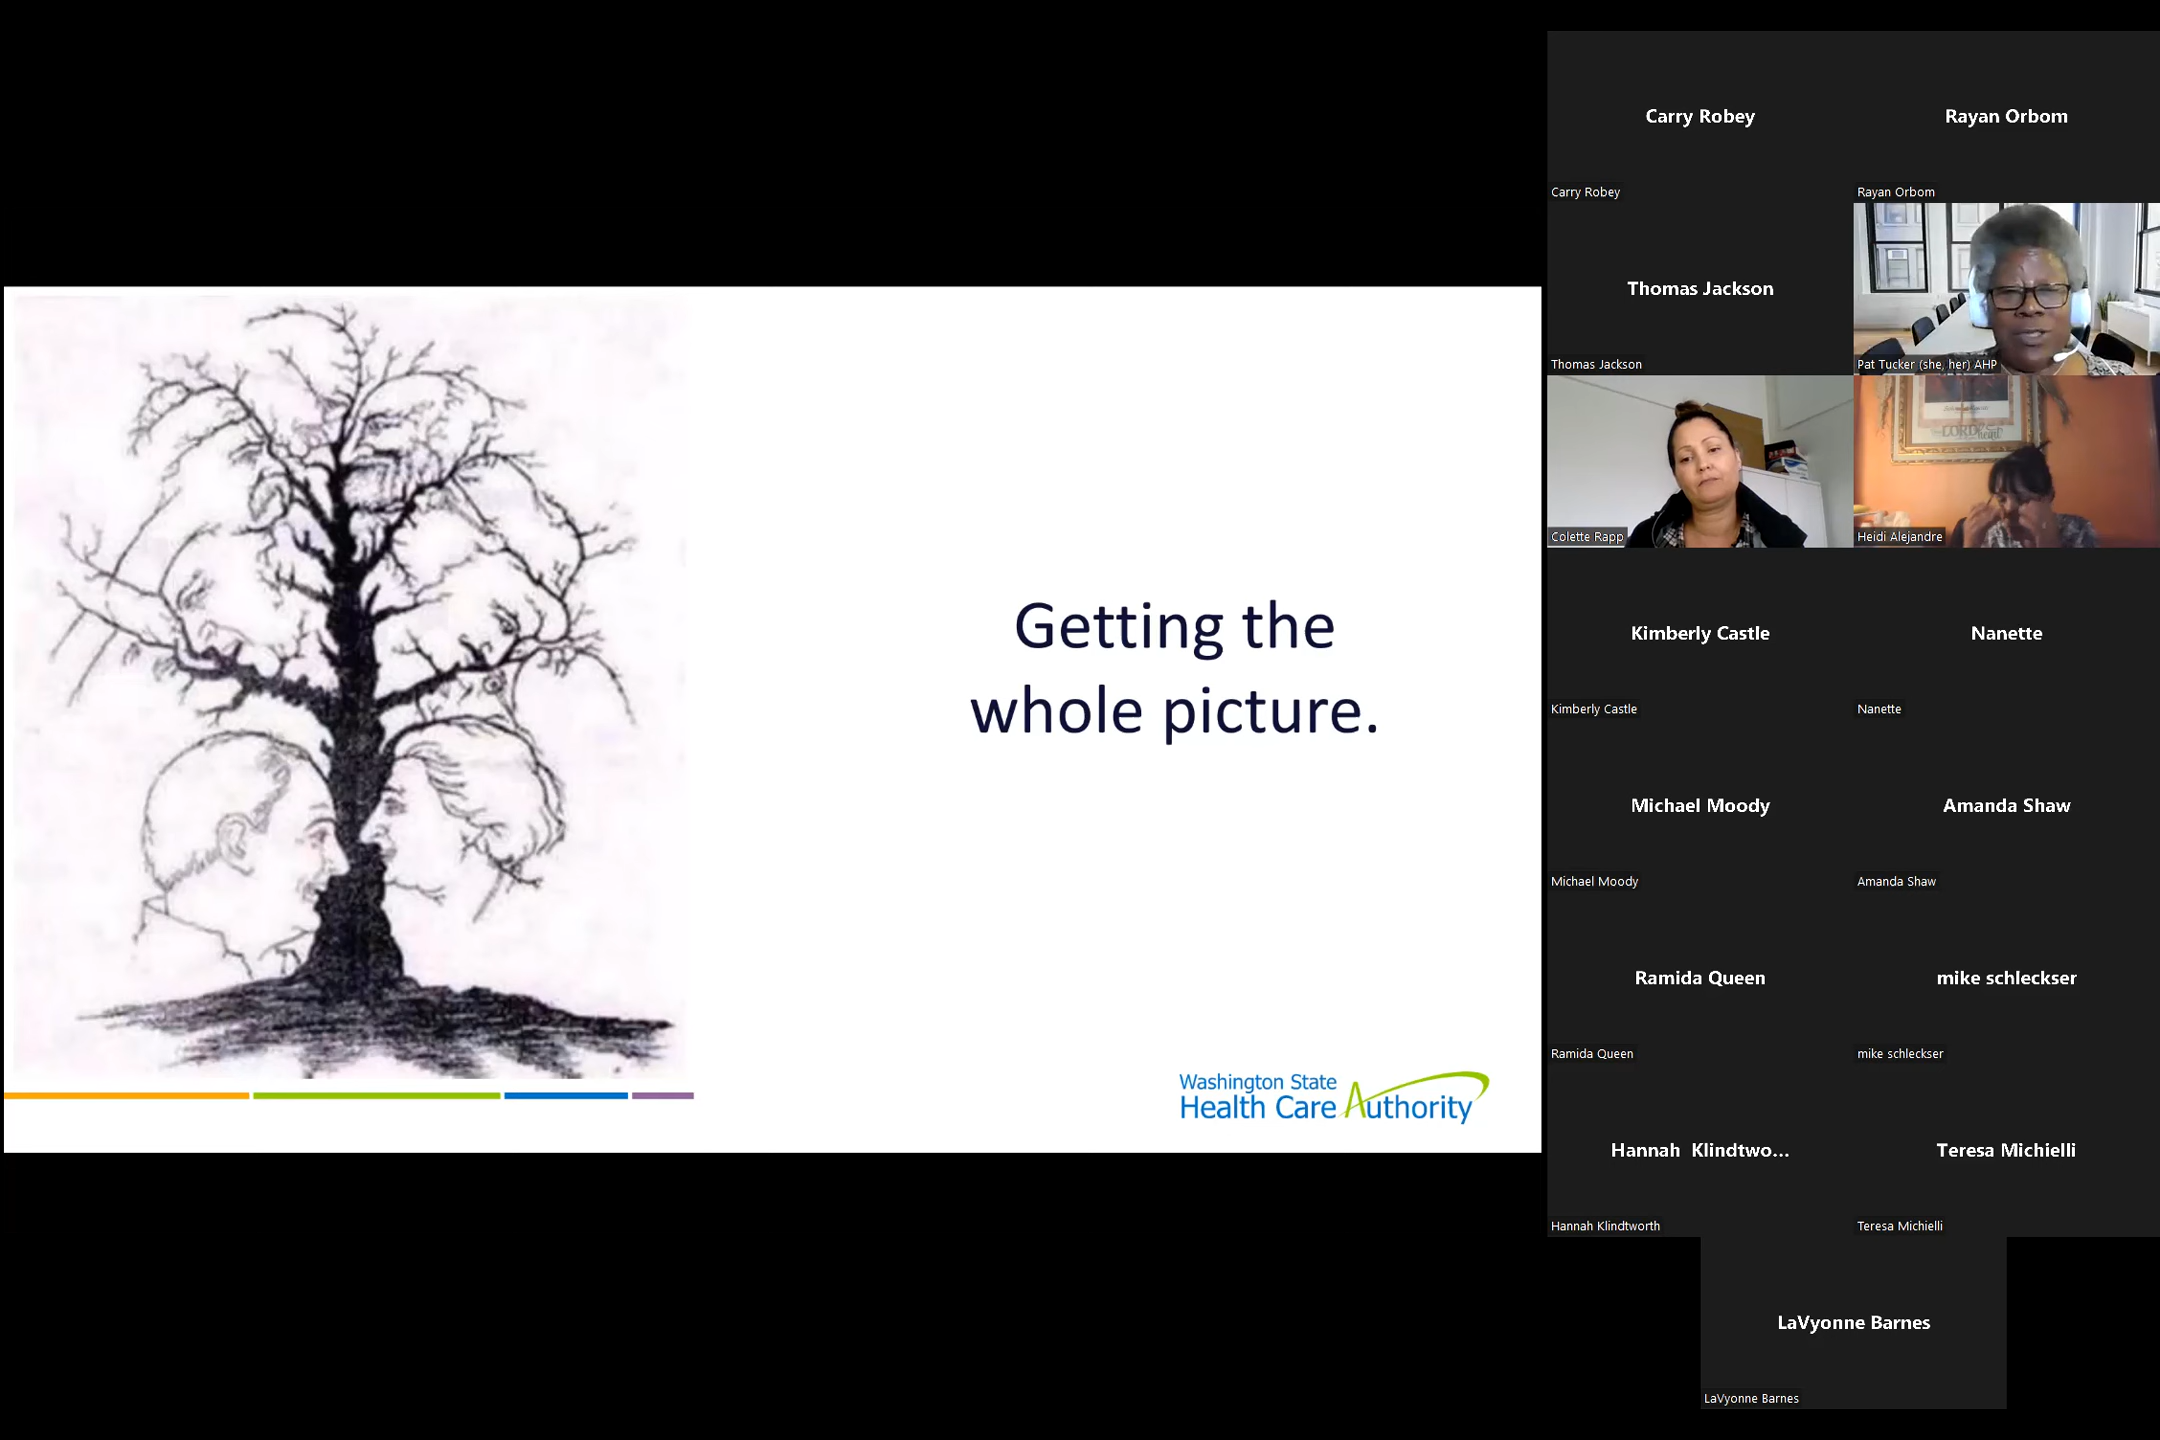 Getting the
whole picture.
Washington State
Health Care Authority
Carry Robey
Carry Robey
Rayan Orbom
Rayan Orbom
Thomas Jackson
Thomas Jackson
Pat Tucker (she, her) AHP
Colette Rapp
LORD
heart
Heidi Alejandre
Kimberly Castle
Kimberly Castle
Nanette
Nanette
Michael Moody
Michael Moody
Amanda Shaw
Amanda Shaw
Ramida Queen
Ramida Queen
mike schleckser
mike schleckser
Hannah Klindtwo...
Hannah Klindtworth
Teresa Michielli
Teresa Michielli
LaVyonne Barnes
LaVyonne Barnes